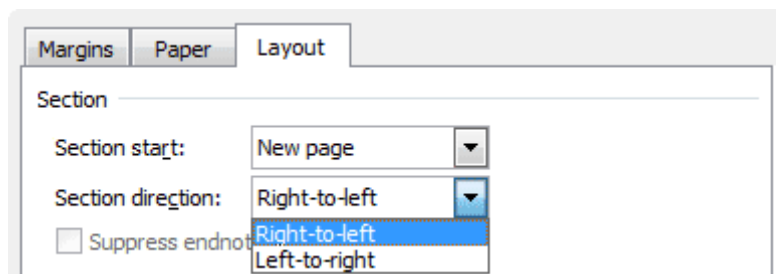 Margins Paper Layout
Section
Section start: New page
Section direction: Right-to-left
Suppress endnot Right-to-left
Left-to-right